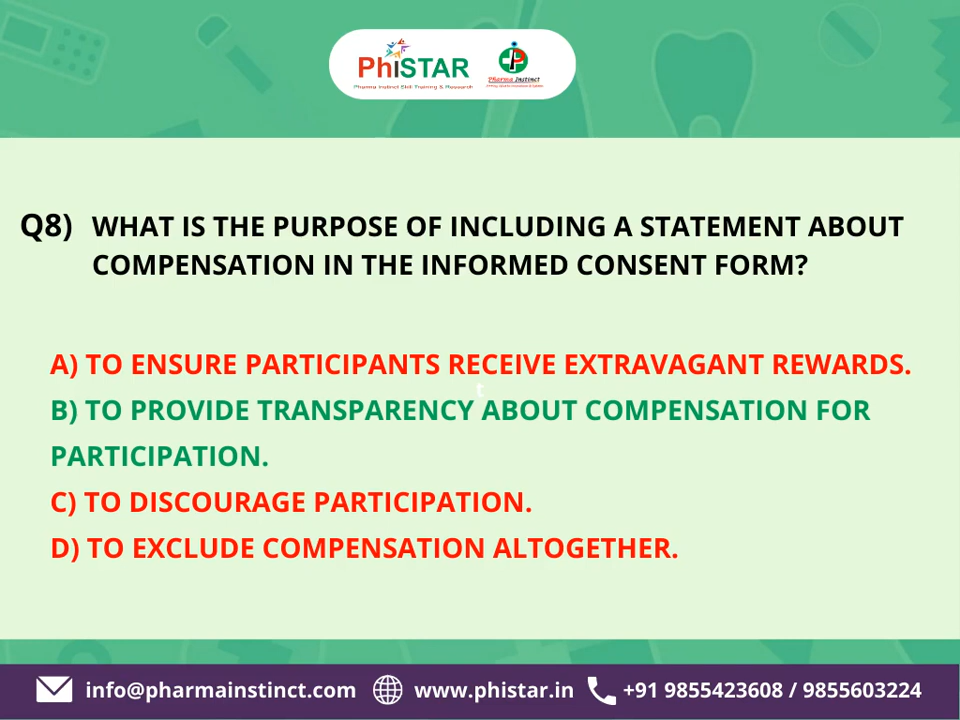 PhiSTAR
Pharma Instinct Skill Training & Research
Pharma Instinct
Q8) WHAT IS THE PURPOSE OF INCLUDING A STATEMENT ABOUT
COMPENSATION IN THE INFORMED CONSENT FORM?
A) TO ENSURE PARTICIPANTS RECEIVE EXTRAVAGANT REWARDS.
t
B) TO PROVIDE TRANSPARENCY ABOUT COMPENSATION FOR
PARTICIPATION.
C) TO DISCOURAGE PARTICIPATION.
D) TO EXCLUDE COMPENSATION ALTOGETHER.
info@pharmainstinct.com www.phistar.in +91 9855423608 / 9855603224